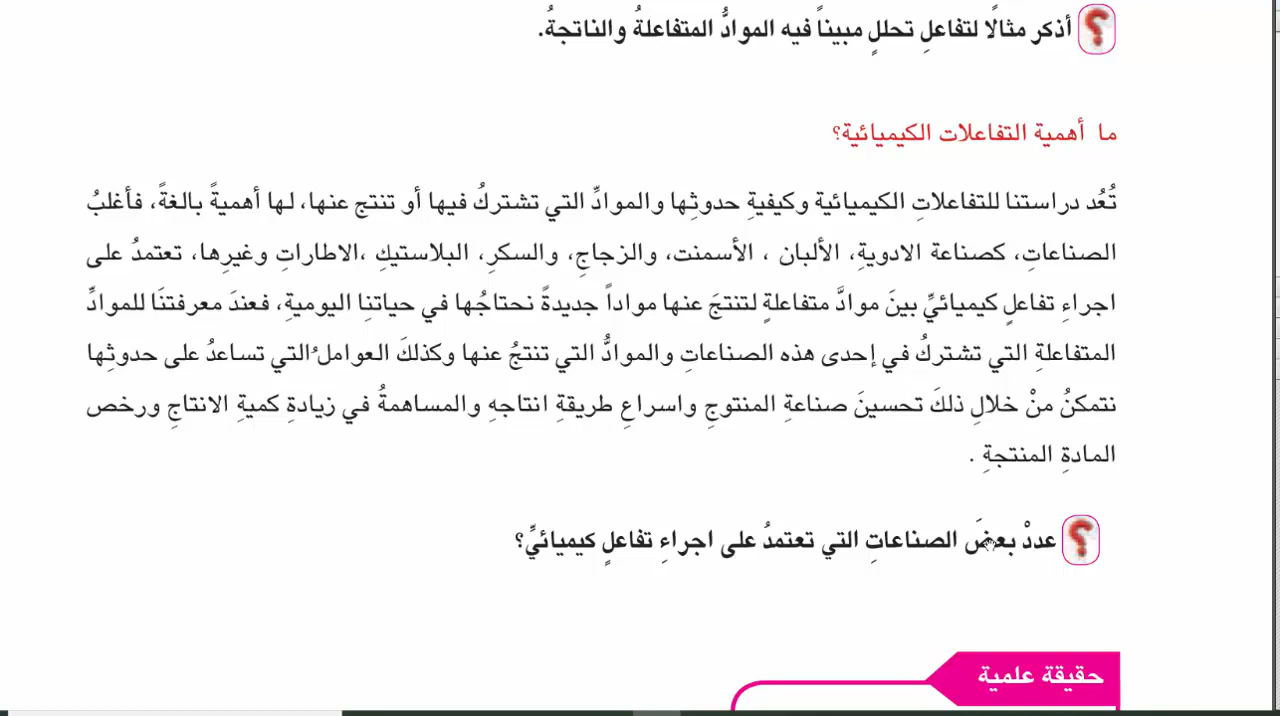 أذكر مثالًا لتفاعلِ تحللٍ مبيناً فيه الموادُّ المتفاعلةُ والناتجةُ.
ما أهمية التفاعلات الكيميائية؟
تُعُد دراستنا للتفاعلاتِ الكيميائية وكيفيةِ حدوثِها والموادِّ التي تشتركُ فيها أو تنتج عنها، لها أهميةً بالغةً، فأغلبُ
الصناعاتِ، كصناعة الادويةِ، الألبان ، الأسمنت، والزجاجِ، والسكرِ، البلاستيكِ ،الاطاراتِ وغيرِها، تعتمدُ على
اجراءِ تفاعلٍ كيميائيٍّ بينَ موادَّ متفاعلةٍ لتنتجَ عنها مواداً جديدةً نحتاجُها في حياتنا اليوميةِ، فعندَ معرفتنَا للموادِّ
المتفاعلةِ التي تشتركُ في إحدى هذه الصناعاتِ والموادُّ التي تنتجُ عنها وكذلكَ العواملُ التي تساعدُ على حدوثِها
نتمكنُ منْ خلالِ ذلكَ تحسينَ صناعةِ المنتوجِ واسراعِ طريقةِ انتاجهِ والمساهمةُ في زيادةِ كميةِ الانتاجِ ورخص
المادةِ المنتجةِ .
عددْ بعضَ الصناعاتِ التي تعتمدُ على اجراءِ تفاعلٍ كيميائيٍّ؟
حقيقة علمية